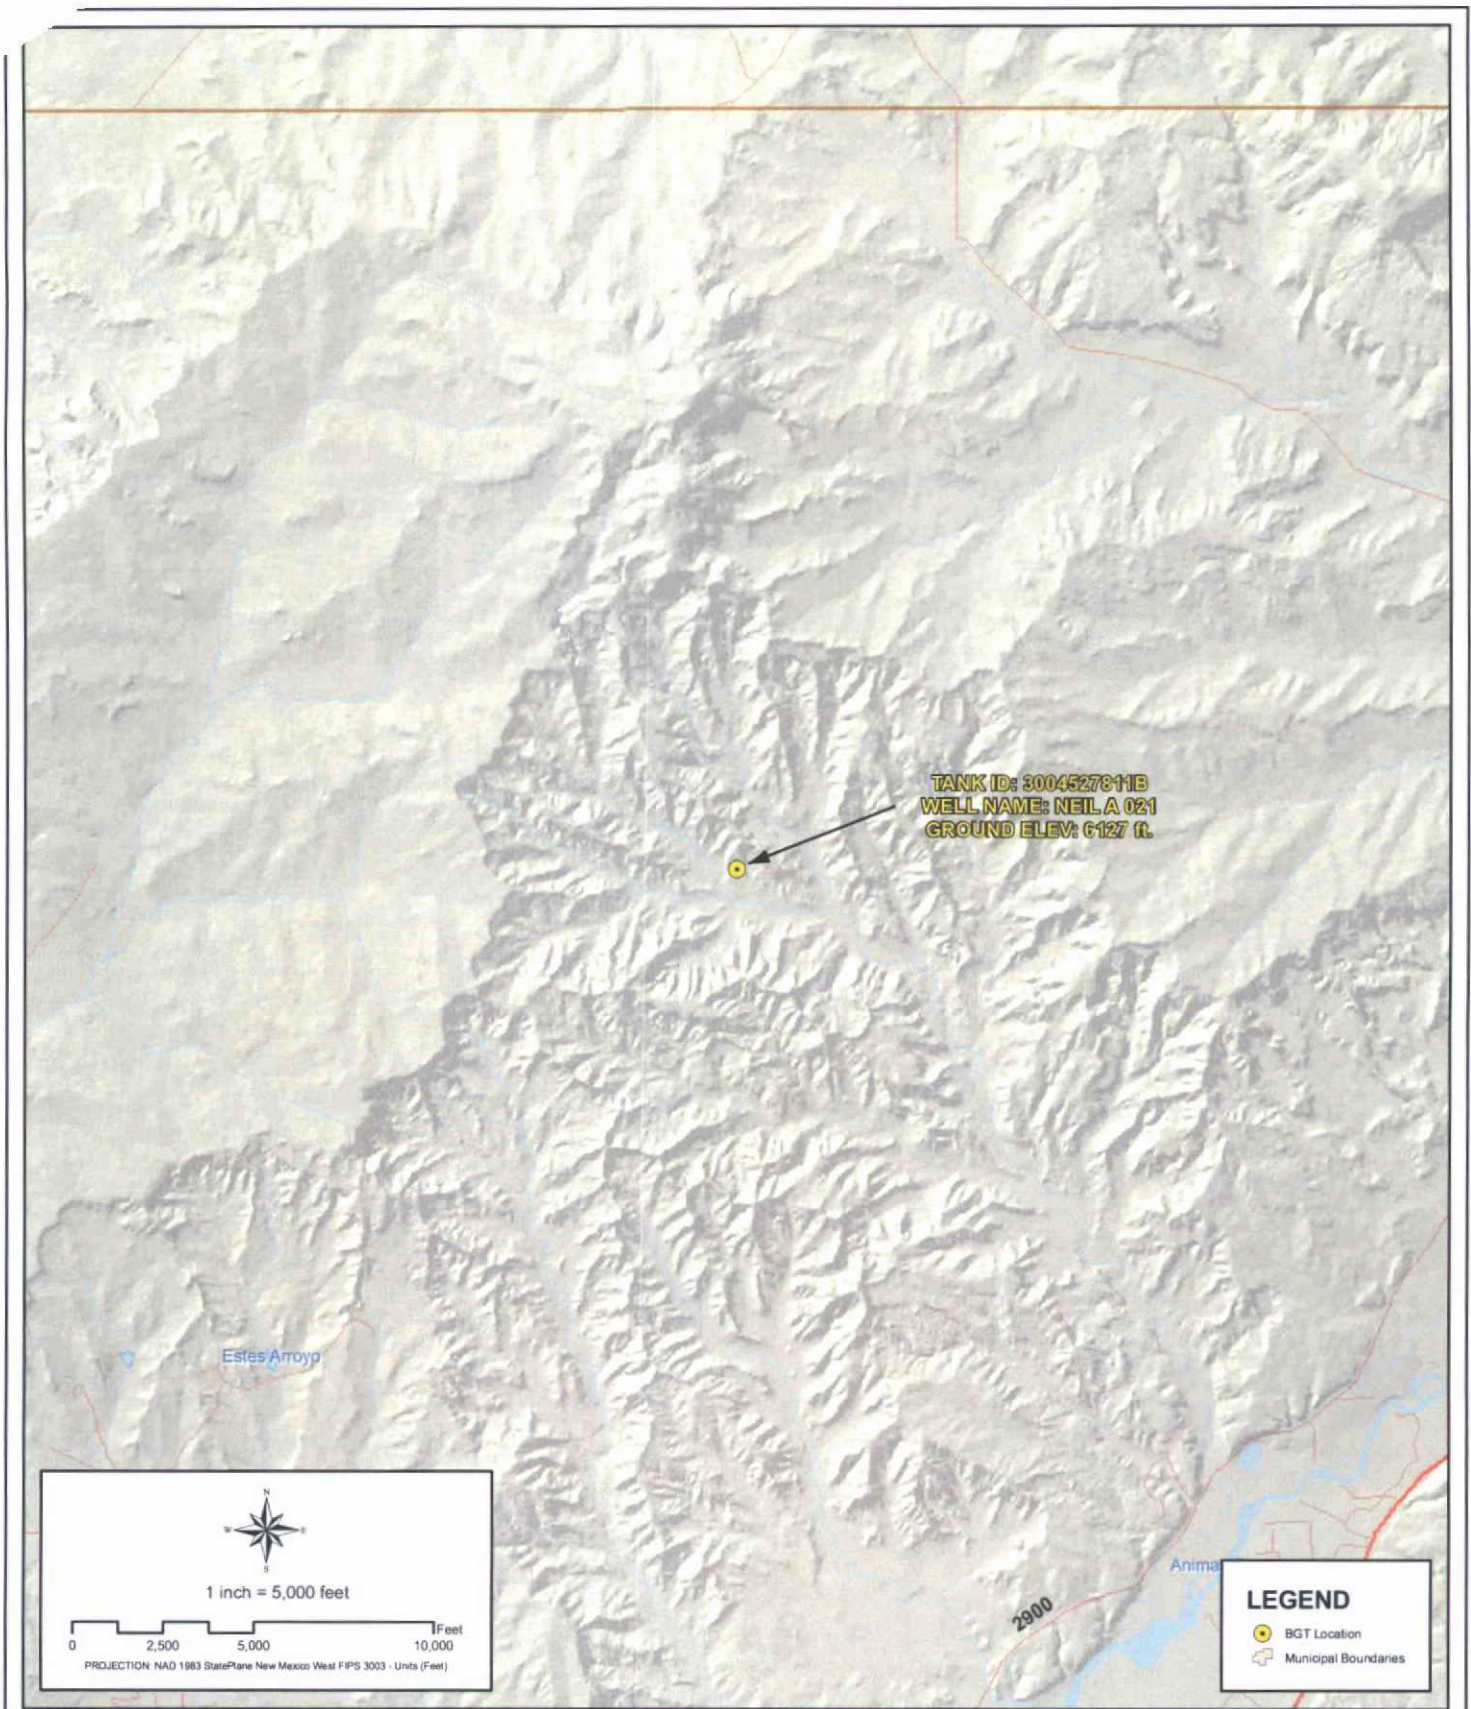 TANK ID: 3004527811B
WELL NAME: NEIL A 021
GROUND ELEV: 6127 ft.
Estes Arroyo
N
W E
S
1 inch = 5,000 feet
Feet
0 2,500 5,000 10,000
PROJECTION: NAD 1983 StatePlane New Mexico West FIPS 3003 - Units (Feet)
2900
Anima
LEGEND
BGT Location
Municipal Boundaries